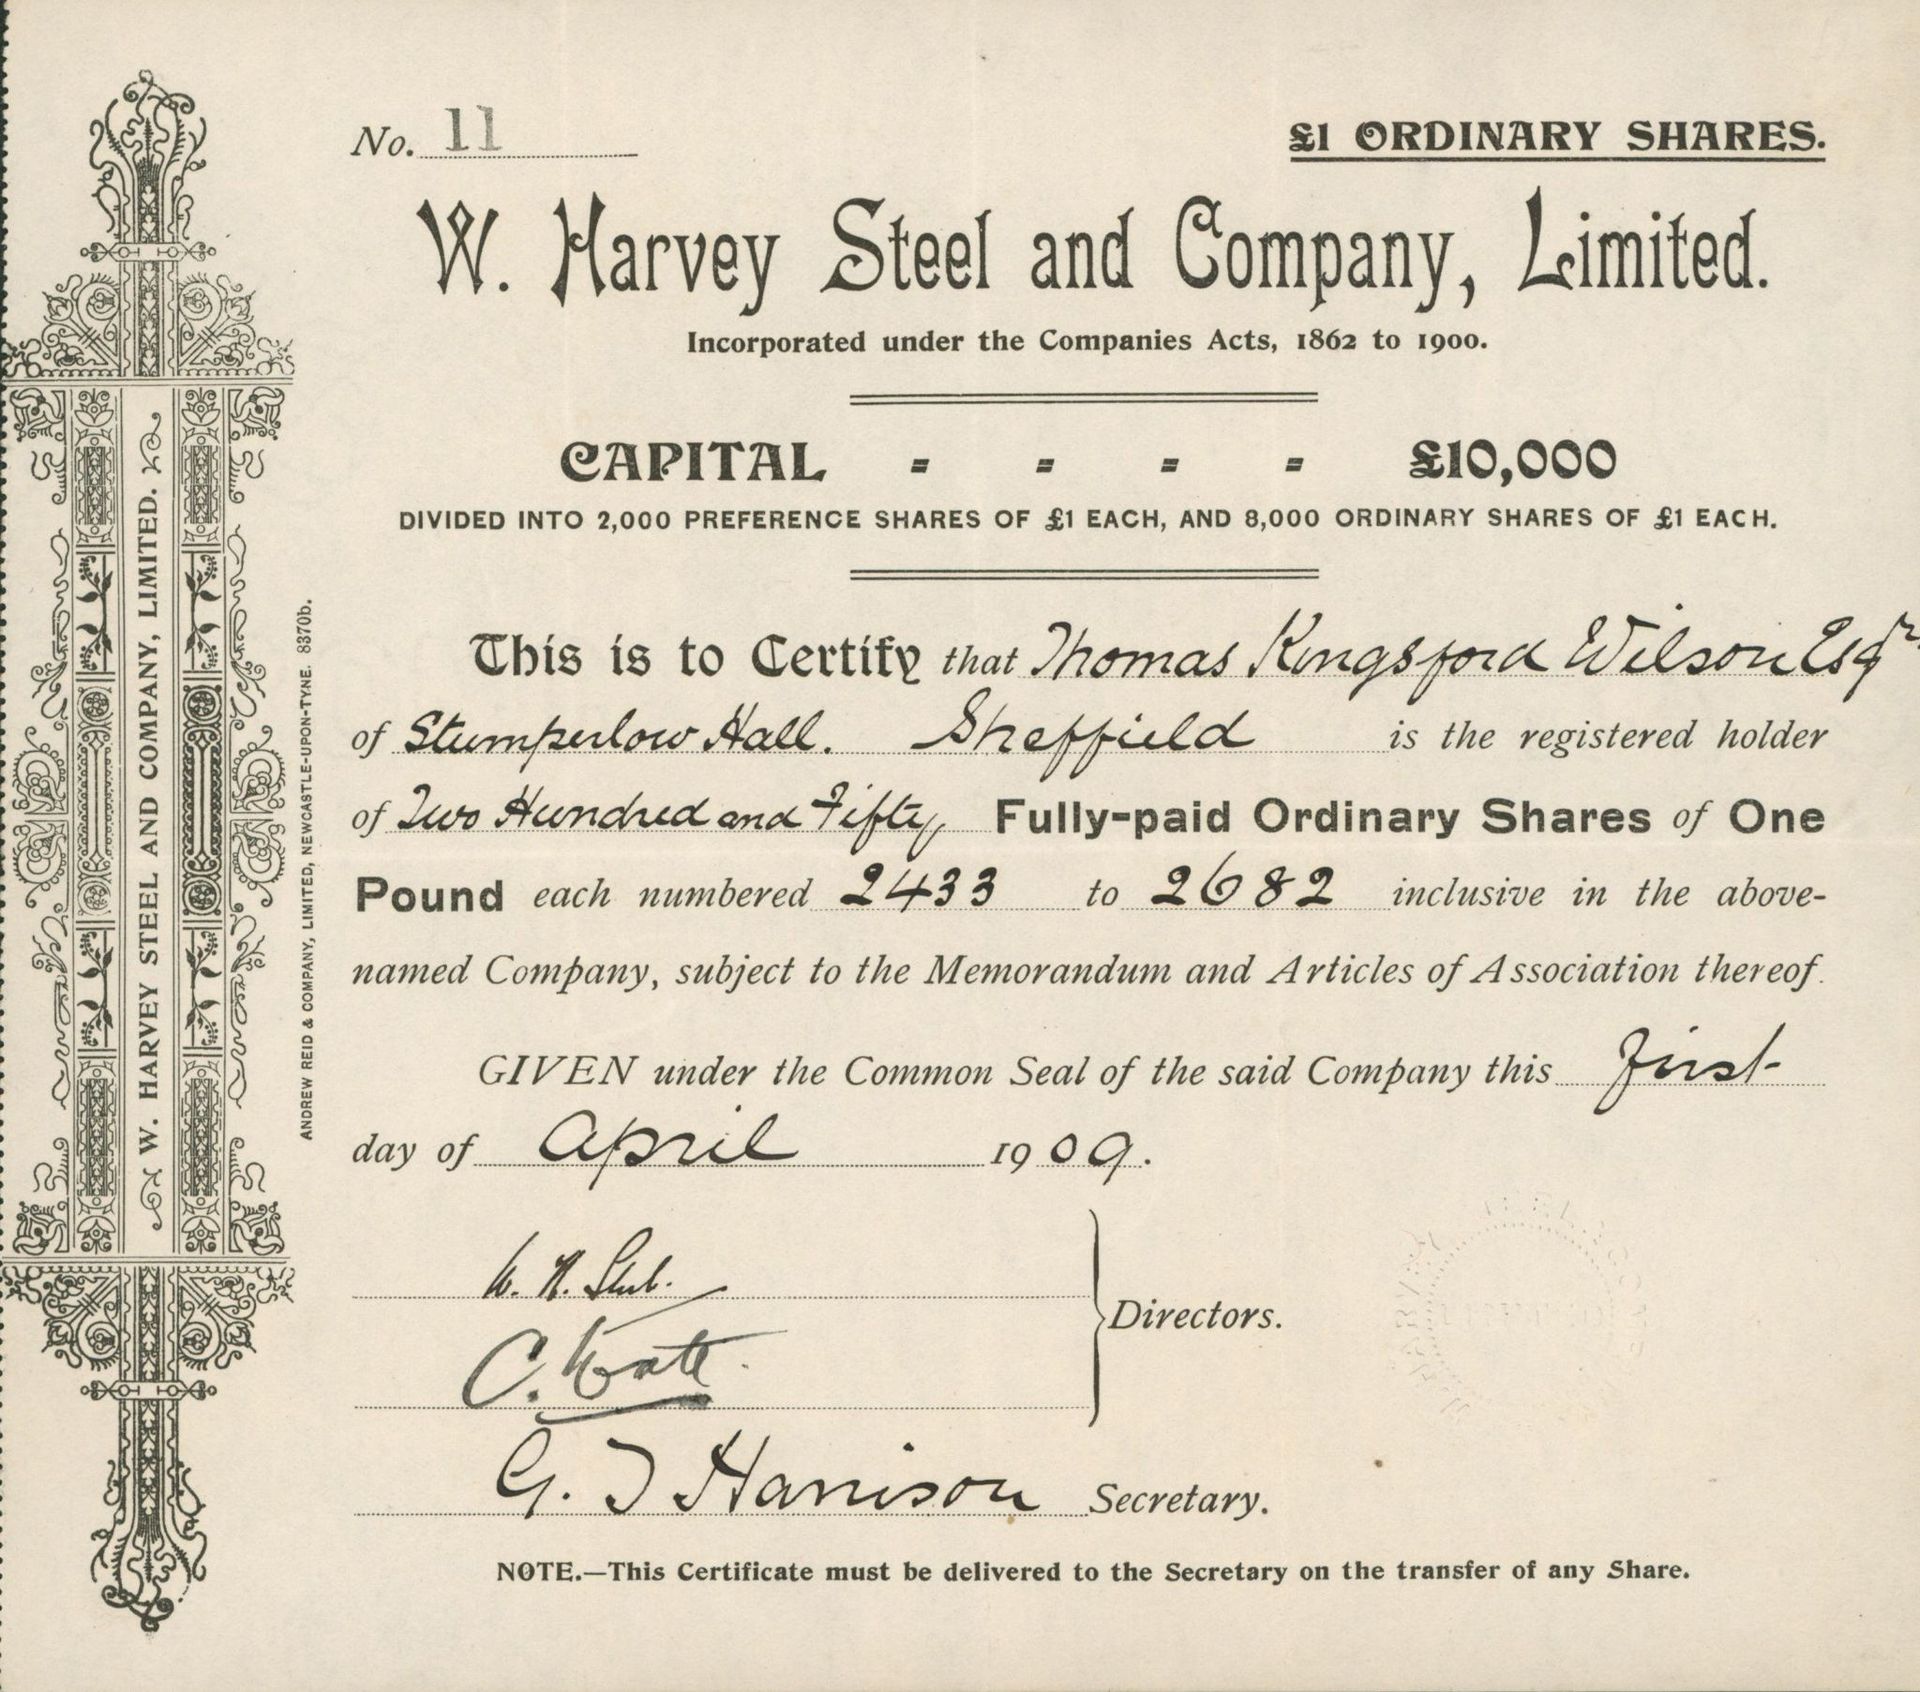 No. 11
£1 ORDINARY SHARES.
W. Harvey Steel and Company, Limited.
Incorporated under the Companies Acts, 1862 to 1900.
CAPITAL - - - - £10,000
DIVIDED INTO 2,000 PREFERENCE SHARES OF £1 EACH, AND 8,000 ORDINARY SHARES OF £1 EACH.
This is to Certify that Thomas Kingsford Wilson Esqr
of Stumperlow Hall. Sheffield is the registered holder
of Two Hundred and Fifty Fully-paid Ordinary Shares of One
Pound each numbered 2433 to 2682 inclusive in the above-
named Company, subject to the Memorandum and Articles of Association thereof.
GIVEN under the Common Seal of the said Company this first
day of April 1909.
W. H.
C.
Directors.
G. J Harrison Secretary.
NOTE.—This Certificate must be delivered to the Secretary on the transfer of any Share.
W. HARVEY STEEL AND COMPANY, LIMITED.
ANDREW REID & COMPANY, LIMITED, NEWCASTLE-UPON-TYNE. 8370b.